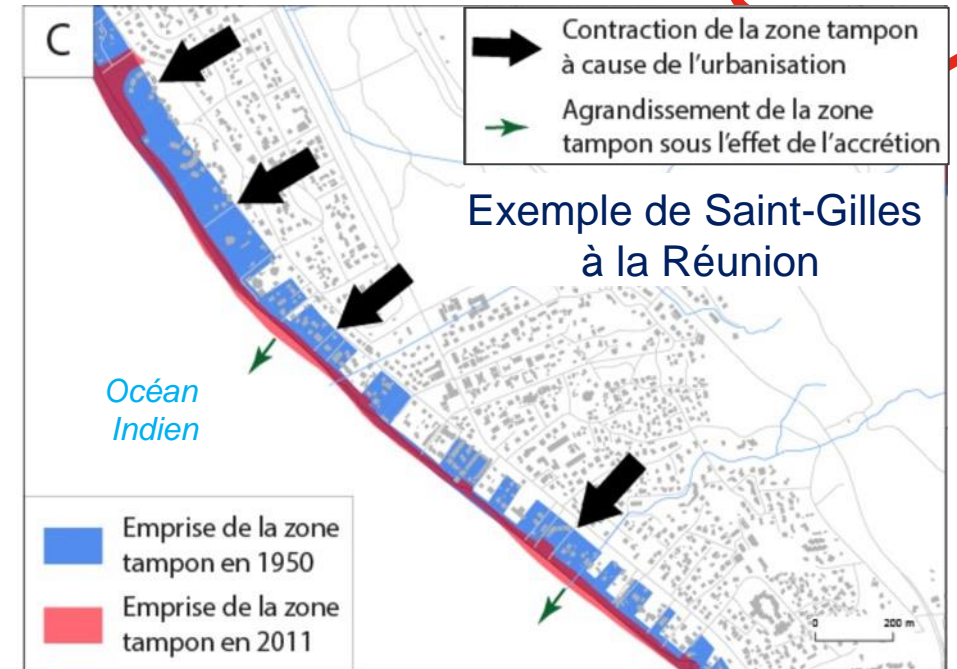 C
Contraction de la zone tampon
à cause de l'urbanisation
Agrandissement de la zone
tampon sous l'effet de l'accrétion
Exemple de Saint-Gilles
à la Réunion
Océan
Indien
Emprise de la zone
tampon en 1950
Emprise de la zone
tampon en 2011
0 200 m